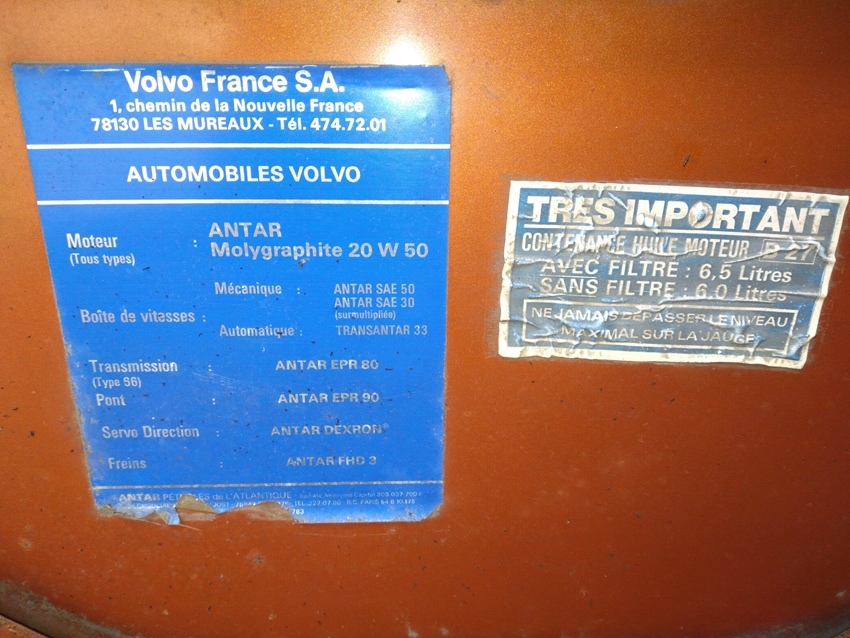 Volvo France S.A.
1, chemin de la Nouvelle France
78130 LES MUREAUX - Tél. 474.72.01
AUTOMOBILES VOLVO
Moteur : ANTAR
(Tous types) Molygraphite 20 W 50
Boîte de vitesses : Mécanique : ANTAR SAE 50
ANTAR SAE 30
(surmultipliée)
Automatique : TRANSANTAR 33
Transmission : ANTAR EPR 80
(Type 66)
Pont : ANTAR EPR 90
Servo Direction : ANTAR DEXRON®
Freins : ANTAR FHD 3
ANTAR PÉTROLES de L'ATLANTIQUE
783
TRES IMPORTANT
CONTENANCE HUILE MOTEUR B 27
AVEC FILTRE : 6,5 Litres
SANS FILTRE : 6,0 Litres
NE JAMAIS DEPASSER LE NIVEAU
MAXIMAL SUR LA JAUGE